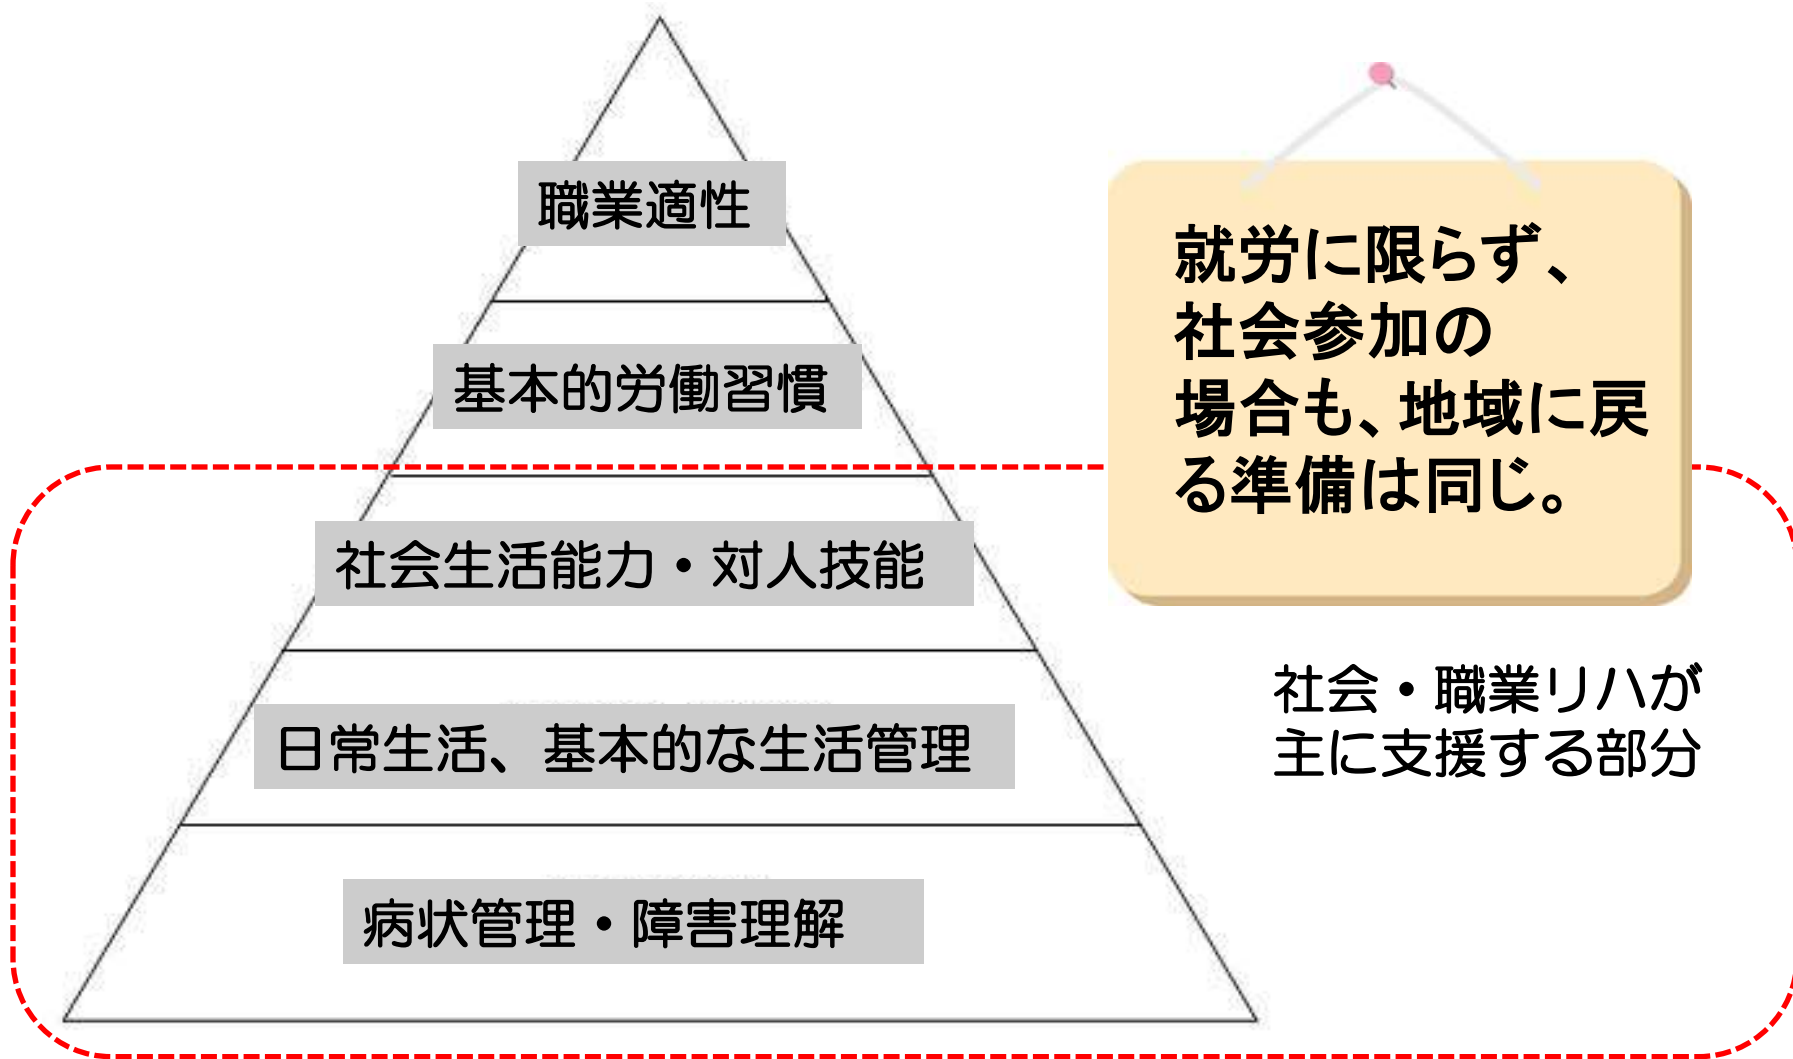 職業適性
基本的労働習慣
社会生活能力・対人技能
日常生活、基本的な生活管理
病状管理・障害理解
就労に限らず、
社会参加の
場合も、地域に戻
る準備は同じ。
社会・職業リハが
主に支援する部分